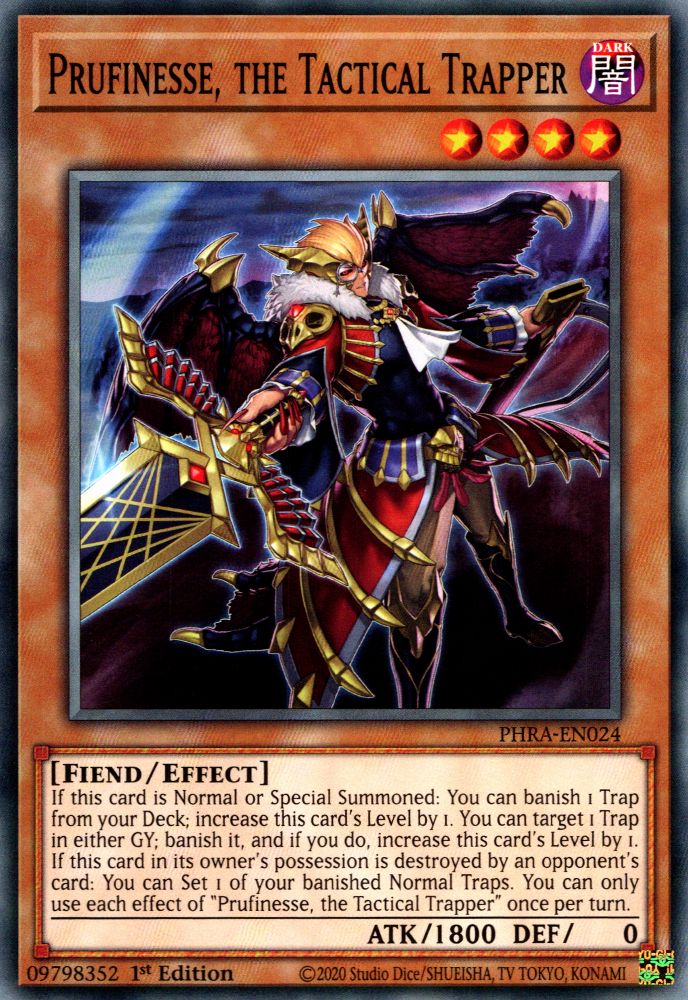 PRUFINESSE, THE TACTICAL TRAPPER
DARK
闇
PHRA-EN024
[FIEND/EFFECT]
If this card is Normal or Special Summoned: You can banish 1 Trap
from your Deck; increase this card's Level by 1. You can target 1 Trap
in either GY; banish it, and if you do, increase this card's Level by 1.
If this card in its owner's possession is destroyed by an opponent's
card: You can Set 1 of your banished Normal Traps. You can only
use each effect of "Prufinesse, the Tactical Trapper" once per turn.
ATK/1800 DEF/ 0
09798352 1st Edition ©2020 Studio Dice/SHUEISHA, TV TOKYO, KONAMI